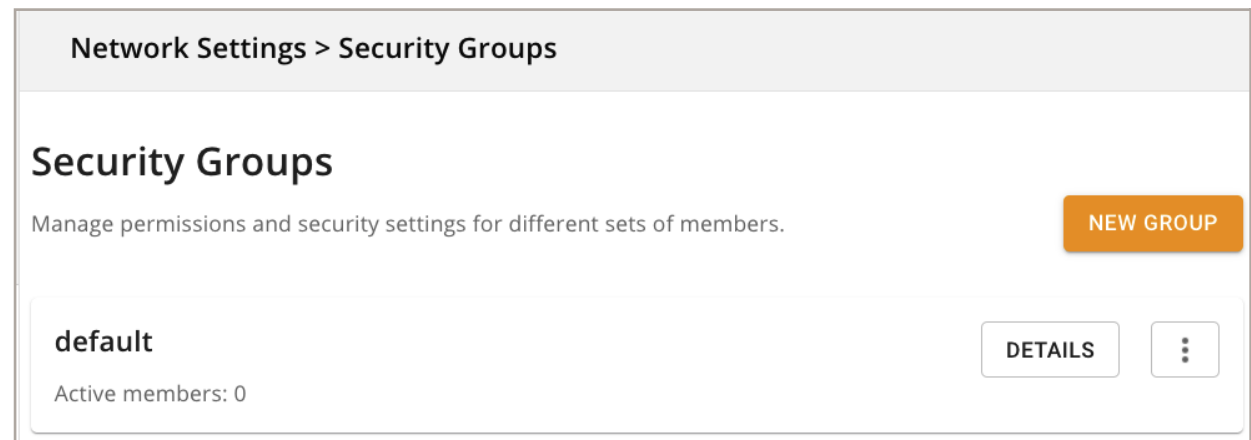 Network Settings > Security Groups
Security Groups
Manage permissions and security settings for different sets of members.
NEW GROUP
default
DETAILS
Active members: 0